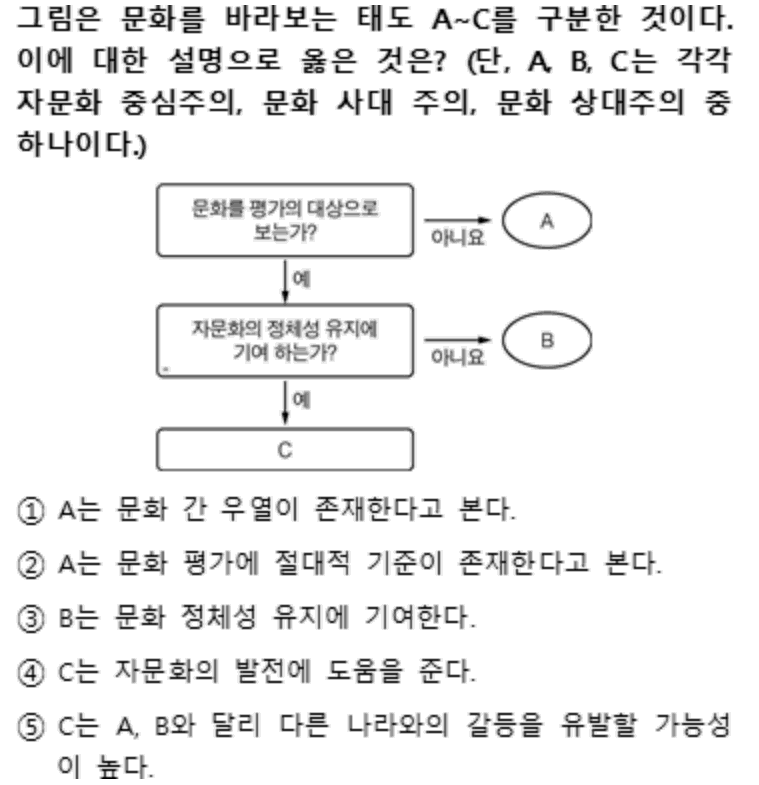 그림은 문화를 바라보는 태도 A~C를 구분한 것이다.
이에 대한 설명으로 옳은 것은? (단, A, B, C는 각각
자문화 중심주의, 문화 사대 주의, 문화 상대주의 중
하나이다.)
문화를 평가의 대상으로
보는가?
아니요
A
예
자문화의 정체성 유지에
기여 하는가?
아니요
B
예
C
① A는 문화 간 우열이 존재한다고 본다.
② A는 문화 평가에 절대적 기준이 존재한다고 본다.
③ B는 문화 정체성 유지에 기여한다.
④ C는 자문화의 발전에 도움을 준다.
⑤ C는 A, B와 달리 다른 나라와의 갈등을 유발할 가능성
이 높다.